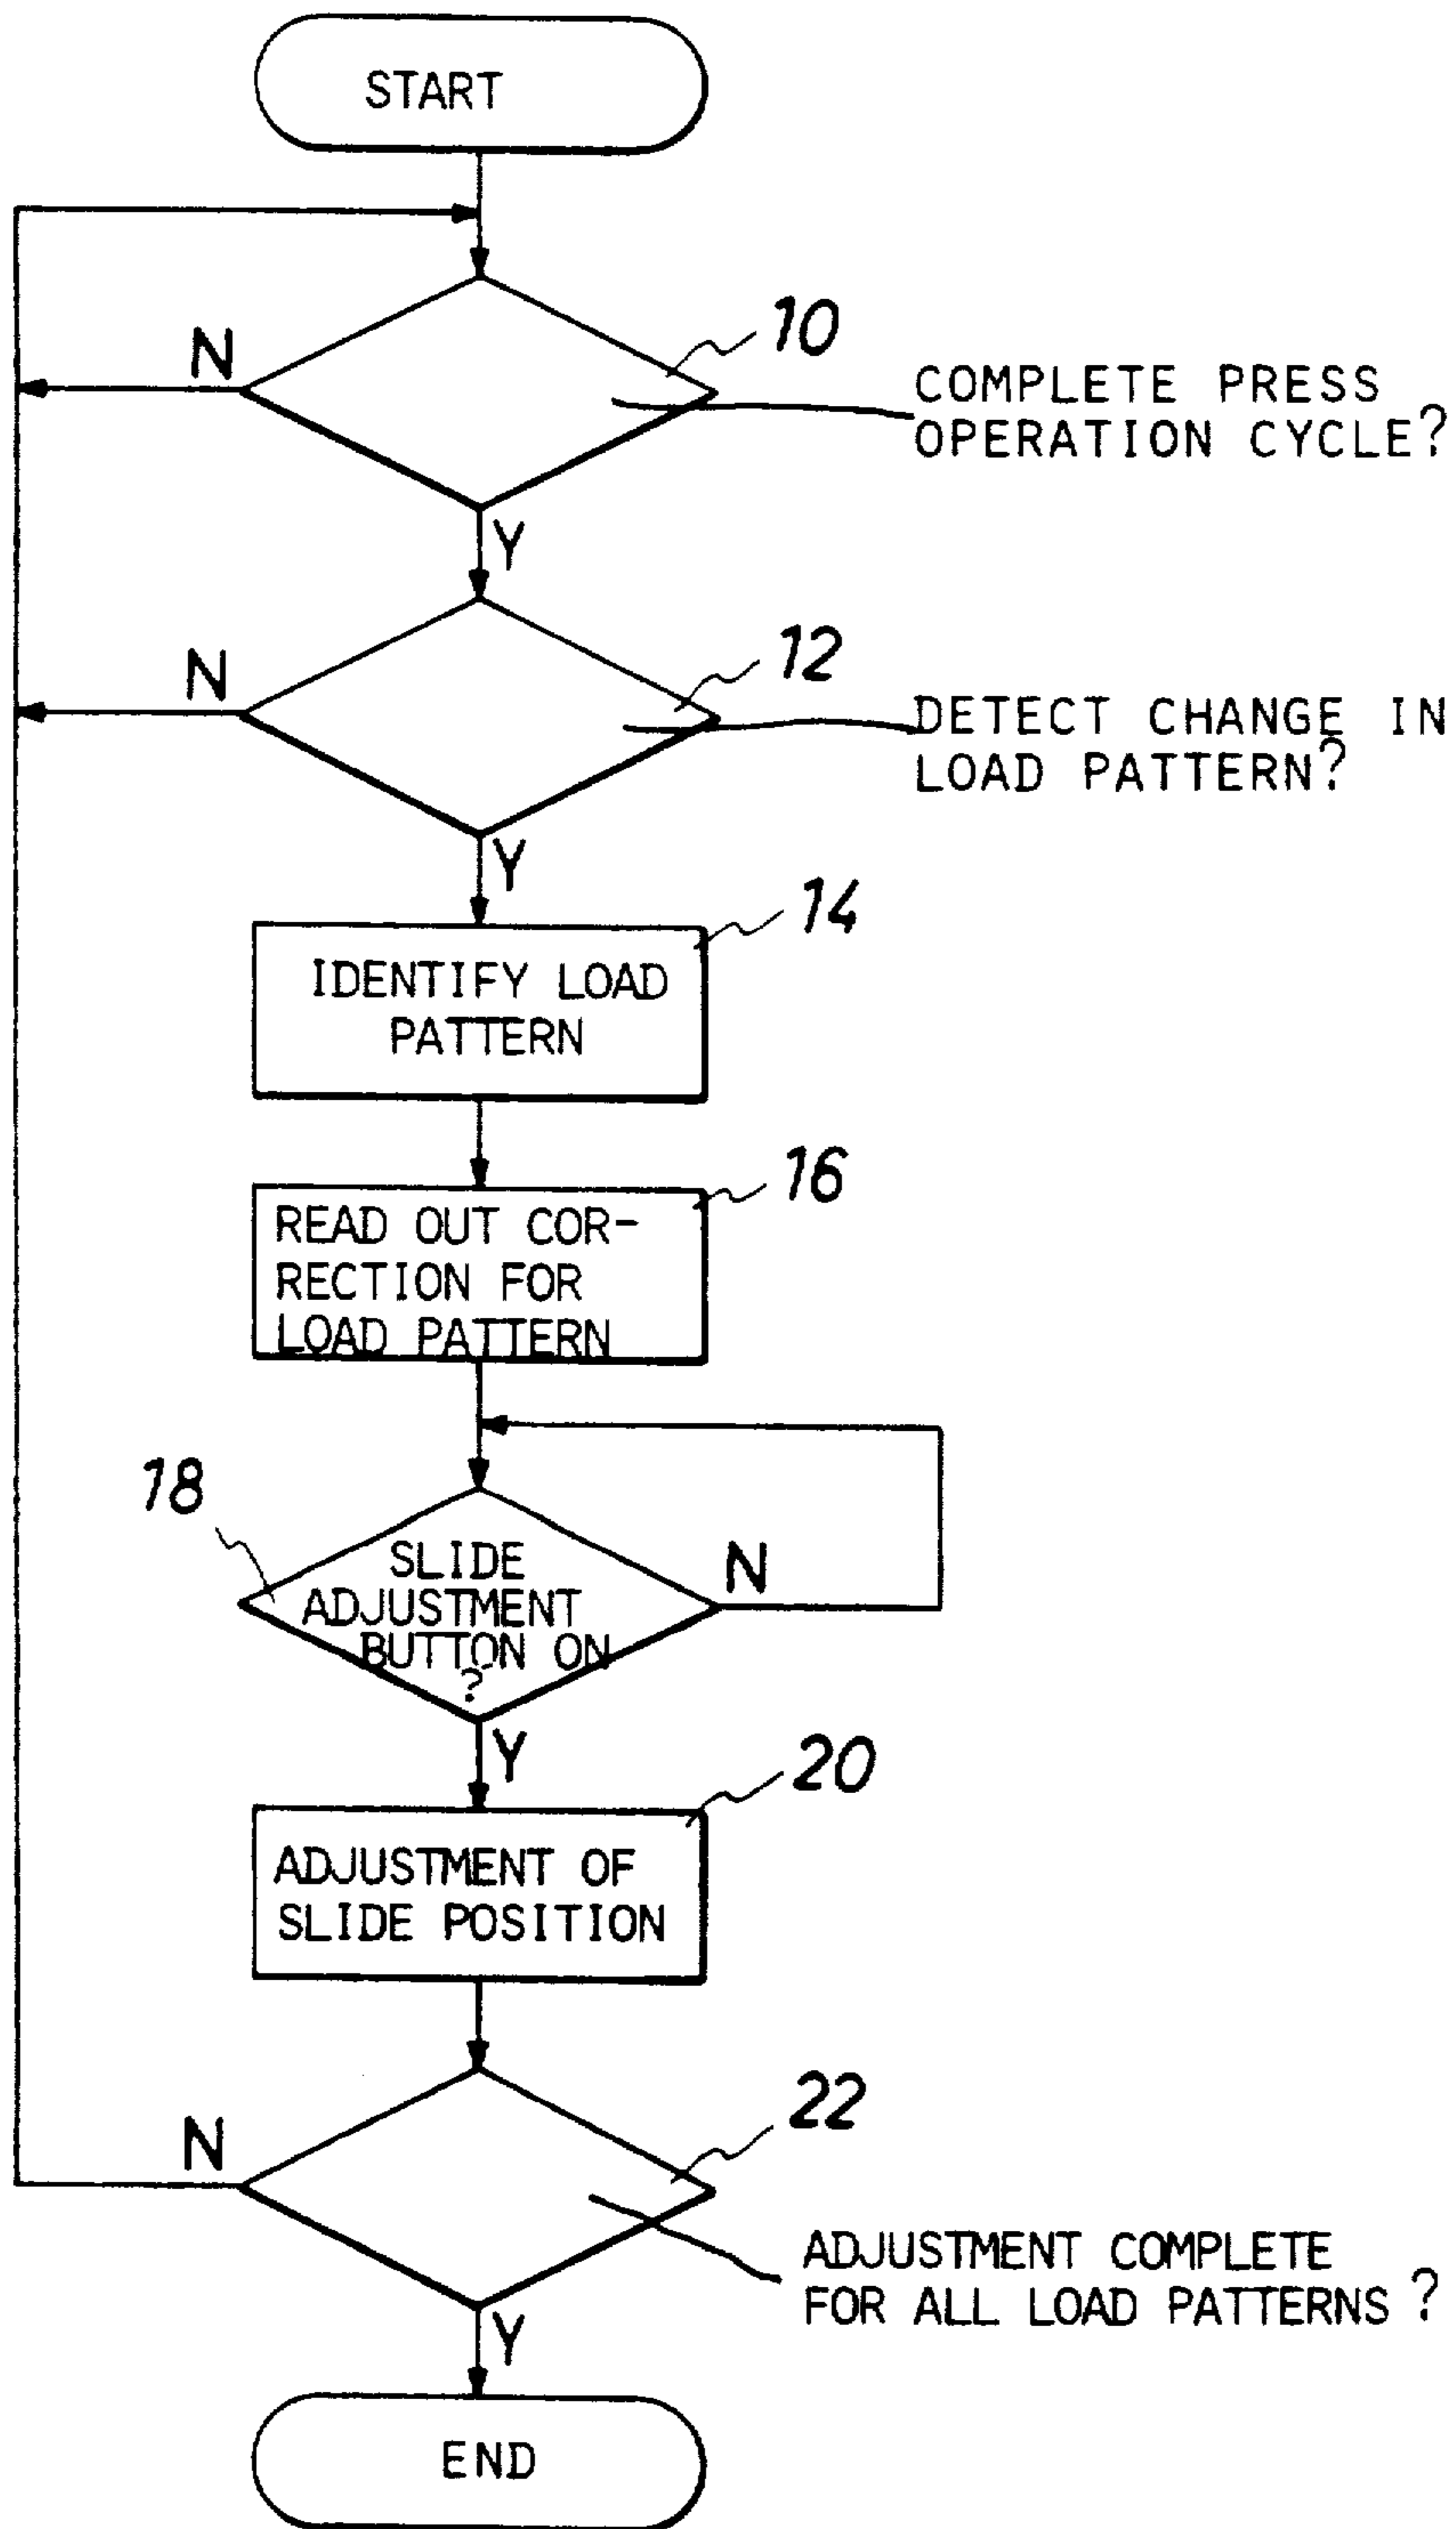 START
10
N
COMPLETE PRESS
OPERATION CYCLE?
Y
12
N
DETECT CHANGE IN
LOAD PATTERN?
Y
14
IDENTIFY LOAD
PATTERN
16
READ OUT COR-
RECTION FOR
LOAD PATTERN
18
SLIDE
ADJUSTMENT
BUTTON ON
?
N
Y
20
ADJUSTMENT OF
SLIDE POSITION
22
N
ADJUSTMENT COMPLETE
FOR ALL LOAD PATTERNS ?
Y
END